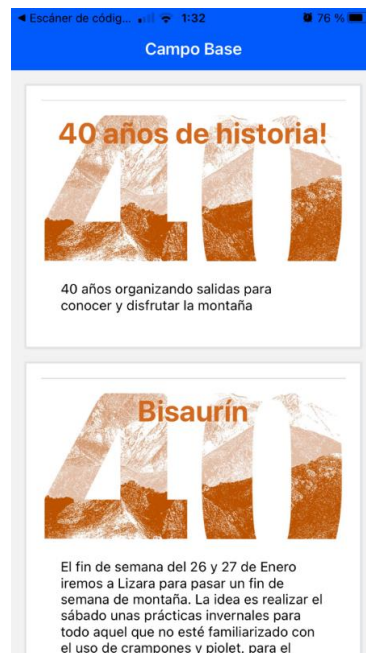 ◀ Escáner de códig... 1:32 76 %
Campo Base
40 años de historia!
40
40 años organizando salidas para
conocer y disfrutar la montaña
Bisaurín
40
El fin de semana del 26 y 27 de Enero
iremos a Lizara para pasar un fin de
semana de montaña. La idea es realizar el
sábado unas prácticas invernales para
todo aquel que no esté familiarizado con
el uso de crampones y piolet, para el